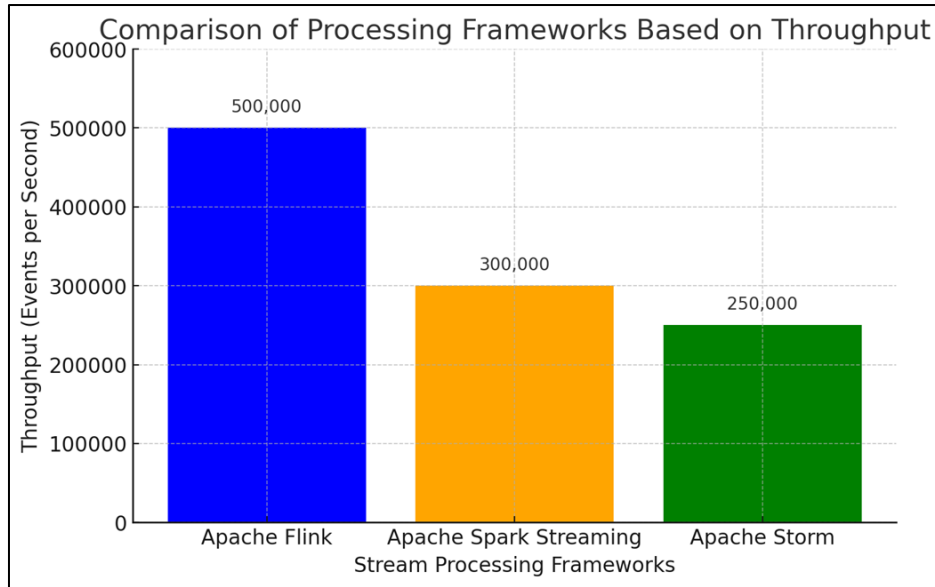 Comparison of Processing Frameworks Based on Throughput
600000
500000
400000
300000
200000
100000
0
Throughput (Events per Second)
500,000
300,000
250,000
Apache Flink
Apache Spark Streaming
Apache Storm
Stream Processing Frameworks